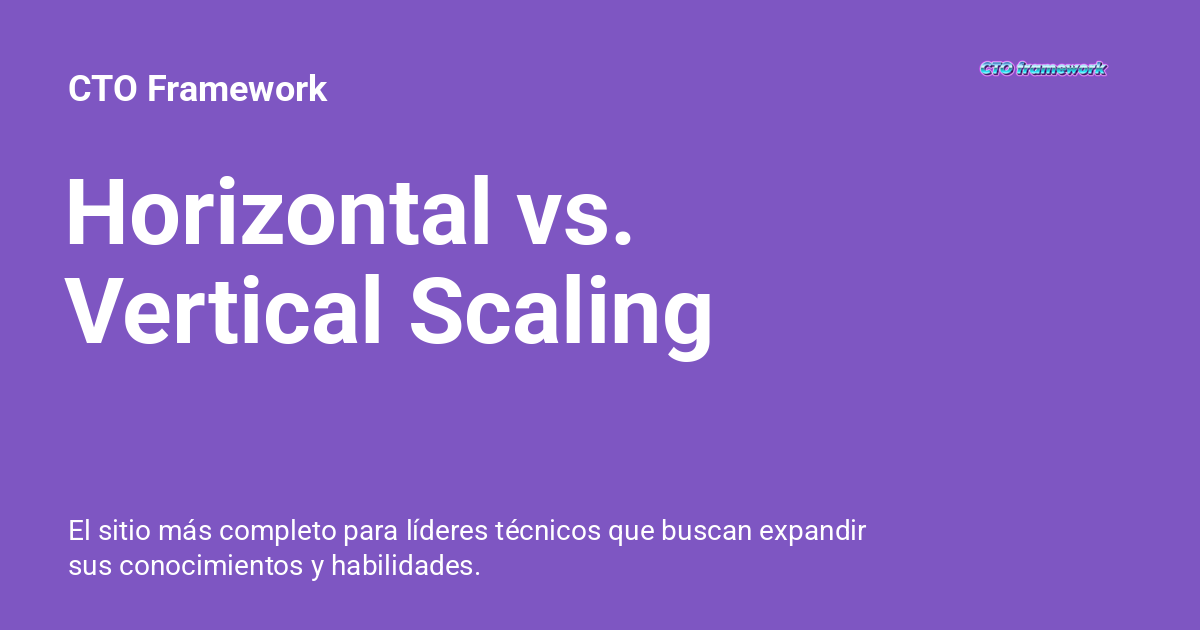 CTO Framework
CTO framework
Horizontal vs.
Vertical Scaling
El sitio más completo para líderes técnicos que buscan expandir
sus conocimientos y habilidades.